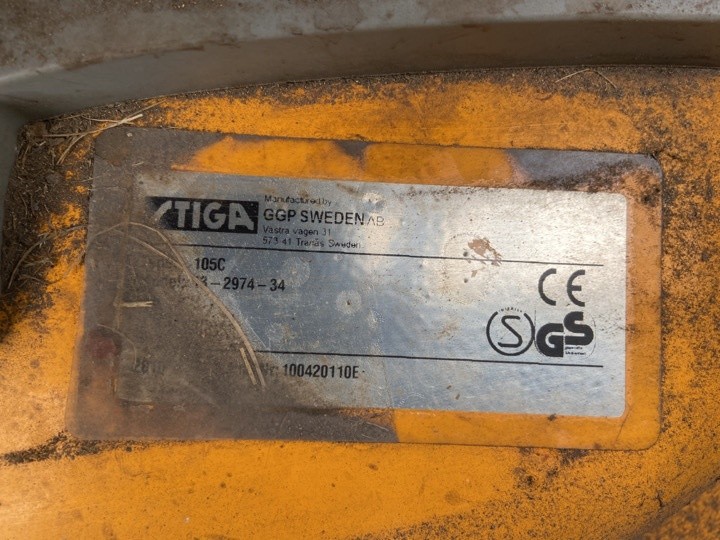 STIGA
Manufactured by
GGP SWEDEN AB
Västra vägen 31
573 41 Tranås Sweden
105C
-2974-34
CE
S
GS
100420110E